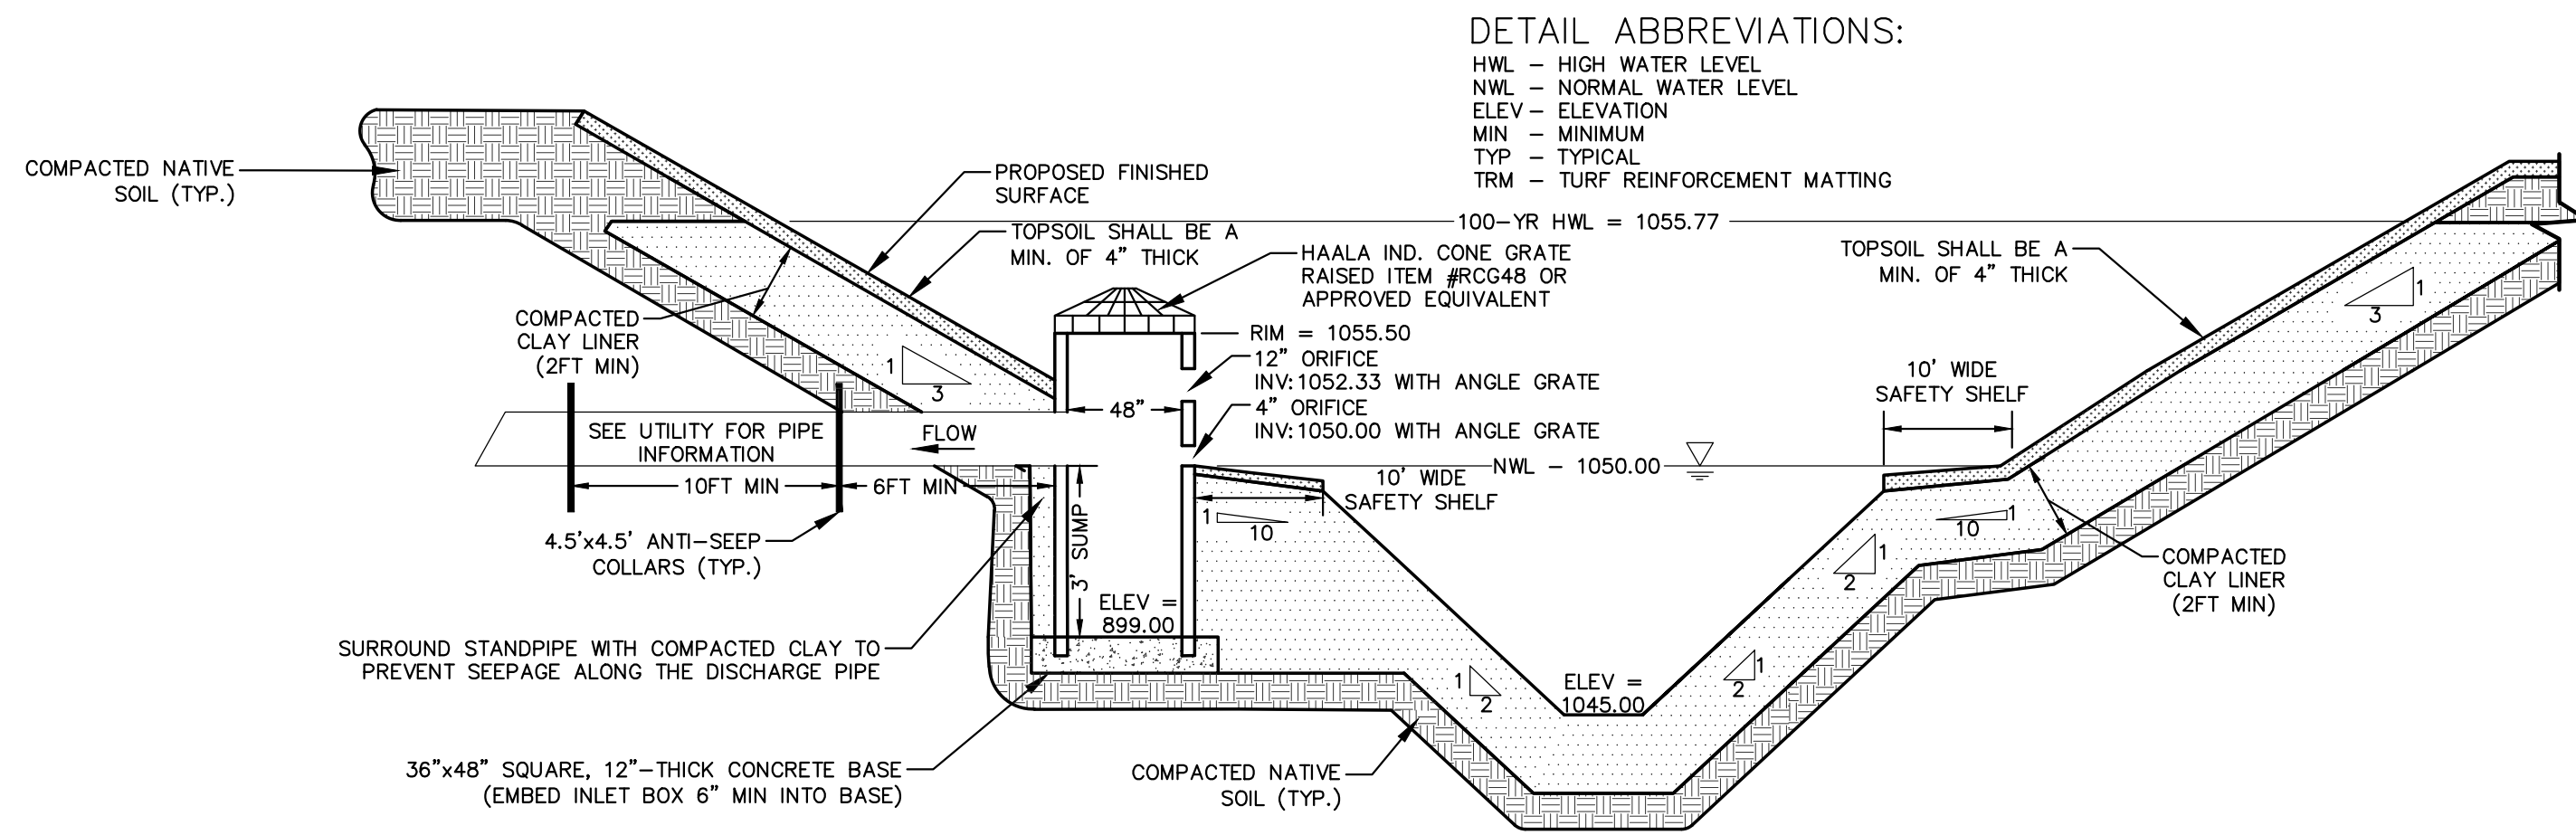 DETAIL ABBREVIATIONS:
HWL – HIGH WATER LEVEL
NWL – NORMAL WATER LEVEL
ELEV – ELEVATION
MIN – MINIMUM
TYP – TYPICAL
TRM – TURF REINFORCEMENT MATTING
COMPACTED NATIVE
SOIL (TYP.)
PROPOSED FINISHED
SURFACE
TOPSOIL SHALL BE A
MIN. OF 4" THICK
100–YR HWL = 1055.77
HAALA IND. CONE GRATE
RAISED ITEM #RCG48 OR
APPROVED EQUIVALENT
TOPSOIL SHALL BE A
MIN. OF 4" THICK
1
3
COMPACTED
CLAY LINER
(2FT MIN)
RIM = 1055.50
12" ORIFICE
INV:1052.33 WITH ANGLE GRATE
4" ORIFICE
INV:1050.00 WITH ANGLE GRATE
1
3
48"
10' WIDE
SAFETY SHELF
SEE UTILITY FOR PIPE
INFORMATION
FLOW
NWL – 1050.00
10FT MIN
6FT MIN
10' WIDE
SAFETY SHELF
1
10
1
10
4.5'x4.5' ANTI–SEEP
COLLARS (TYP.)
3' SUMP
1
2
COMPACTED
CLAY LINER
(2FT MIN)
ELEV =
899.00
SURROUND STANDPIPE WITH COMPACTED CLAY TO
PREVENT SEEPAGE ALONG THE DISCHARGE PIPE
1
2
ELEV =
1045.00
1
2
36"x48" SQUARE, 12"–THICK CONCRETE BASE
(EMBED INLET BOX 6" MIN INTO BASE)
COMPACTED NATIVE
SOIL (TYP.)